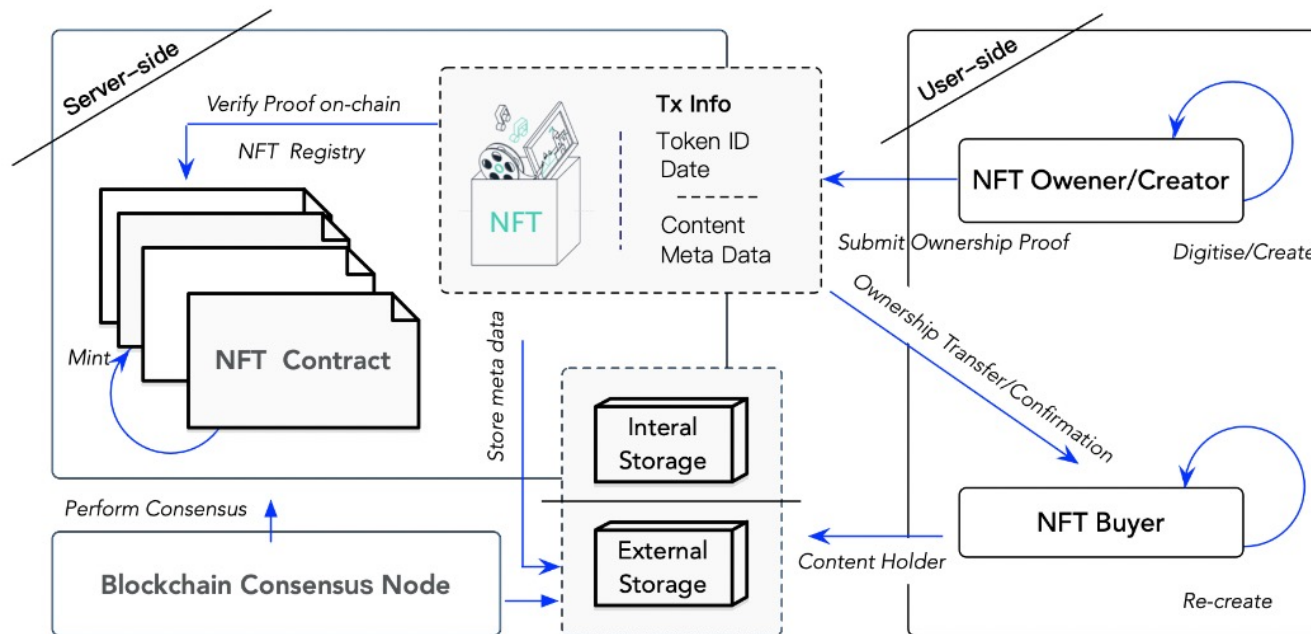 Server-side
Verify Proof on-chain
NFT Registry
NFT
Tx Info
Token ID
Date
Content
Meta Data
User-side
NFT Owener/Creator
Submit Ownership Proof
Digitise/Create
Mint
NFT Contract
Store meta data
Ownership Transfer/Confirmation
Interal
Storage
External
Storage
Perform Consensus
Blockchain Consensus Node
NFT Buyer
Content Holder
Re-create